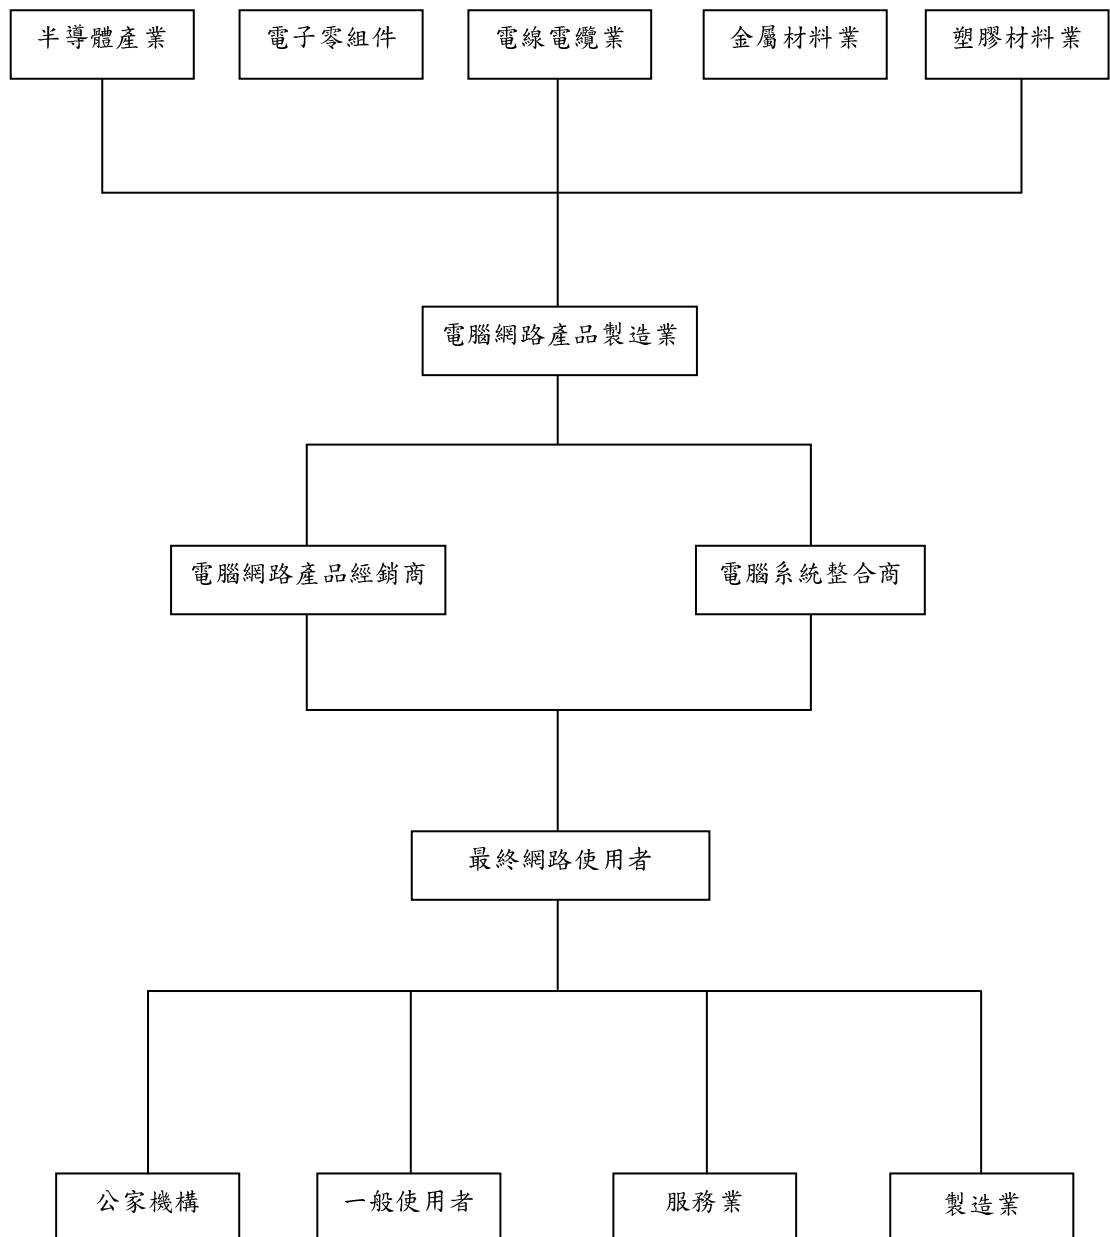 半導體產業
電子零組件
電線電纜業
金屬材料業
塑膠材料業
電腦網路產品製造業
電腦網路產品經銷商
電腦系統整合商
最終網路使用者
公家機構
一般使用者
服務業
製造業